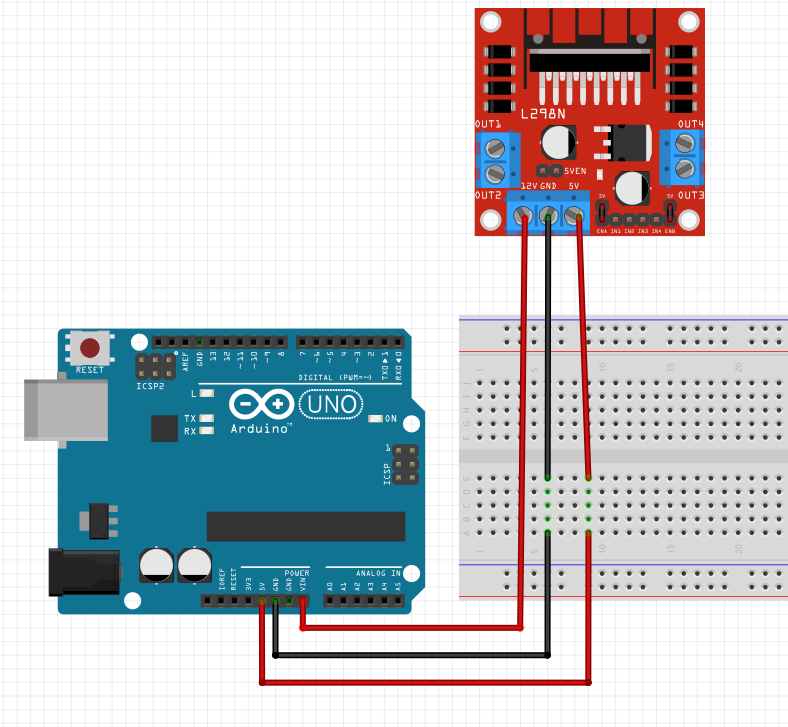 L298N
OUT1
OUT4
5VEN
OUT2
12V GND 5V
OUT3
5V 5V
ENA IN1 IN2 IN3 IN4 ENB
RESET
ICSP2
AREF
GND
13
12
~11
~10
~9
8
7
~6
~5
4
~3
2
TX0▶1
RX0◀0
DIGITAL (PWM=~)
L
TX
RX
UNO
Arduino™
ON
1
ICSP
IOREF
RESET
3V3
5V
GND
GND
VIN
POWER
ANALOG IN
A0
A1
A2
A3
A4
A5
1 5 10 15 20
J
I
H
G
F
E
D
C
B
A
1 5 10 15 20